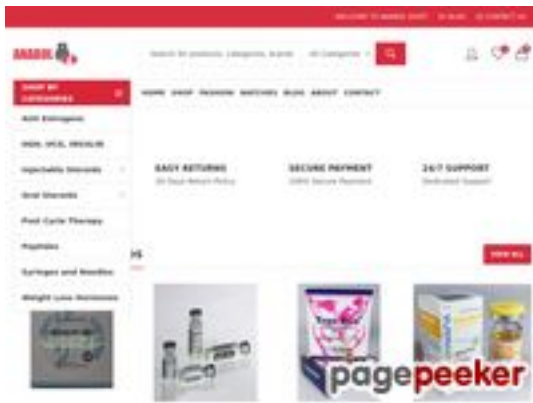 WELCOME TO ANABOL SHOP! BLOG CONTACT US
ANABOL
Search for products, categories, brands All Categories
SHOP BY CATEGORIES
HOME SHOP FASHION WATCHES BLOG ABOUT CONTACT
Anti Estrogens
HGH, HCG, INSULIN
Injectable Steroids
Oral Steroids
Post Cycle Therapy
Peptides
Syringes and Needles
Weight Loss Hormones
EASY RETURNS
30 Days Return Policy
SECURE PAYMENT
100% Secure Payment
24/7 SUPPORT
Dedicated Support
VIEW ALL
pagepeeker